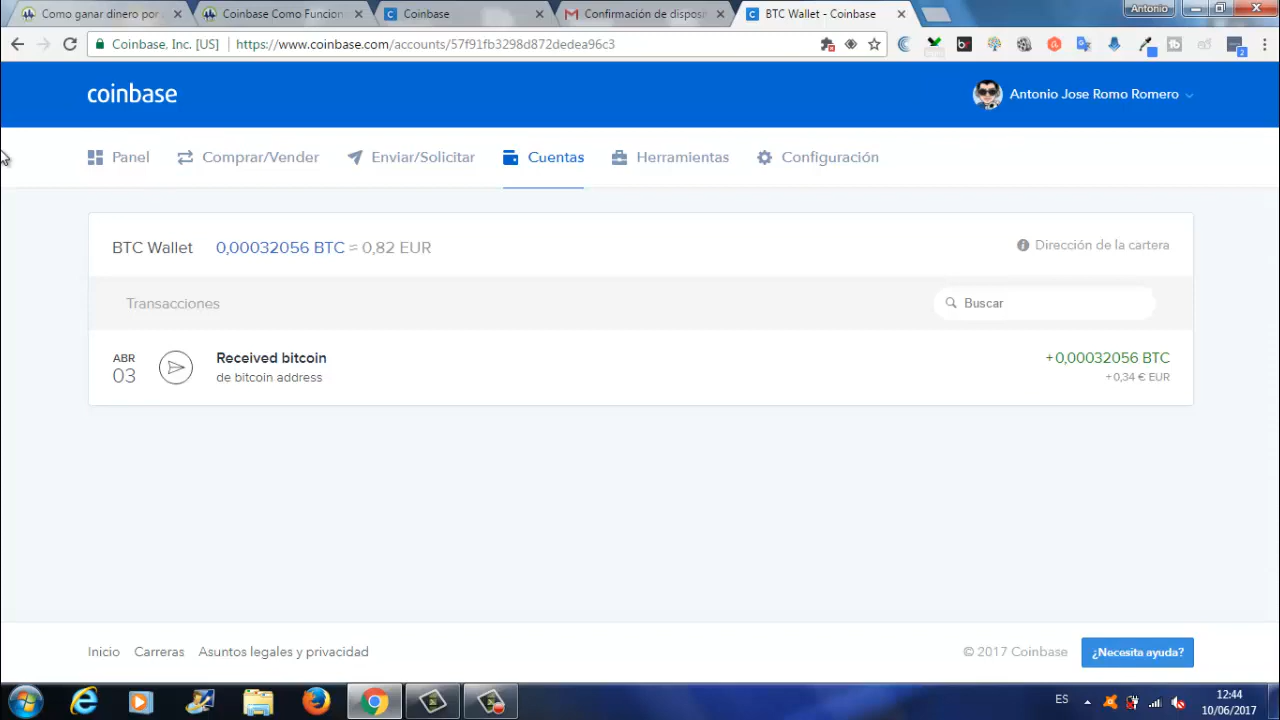 Como ganar dinero por
Coinbase Como Funcion
Coinbase
Confirmación de disposi
BTC Wallet - Coinbase
Antonio
Coinbase, Inc. [US]
https://www.coinbase.com/accounts/57f91fb3298d872dedea96c3
coinbase
Antonio Jose Romo Romero
Panel
Comprar/Vender
Enviar/Solicitar
Cuentas
Herramientas
Configuración
BTC Wallet 0,00032056 BTC ≈ 0,82 EUR
Dirección de la cartera
Transacciones
Buscar
ABR
03
Received bitcoin
de bitcoin address
+0,00032056 BTC
+0,34 € EUR
Inicio
Carreras
Asuntos legales y privacidad
© 2017 Coinbase
¿Necesita ayuda?
ES
12:44
10/06/2017